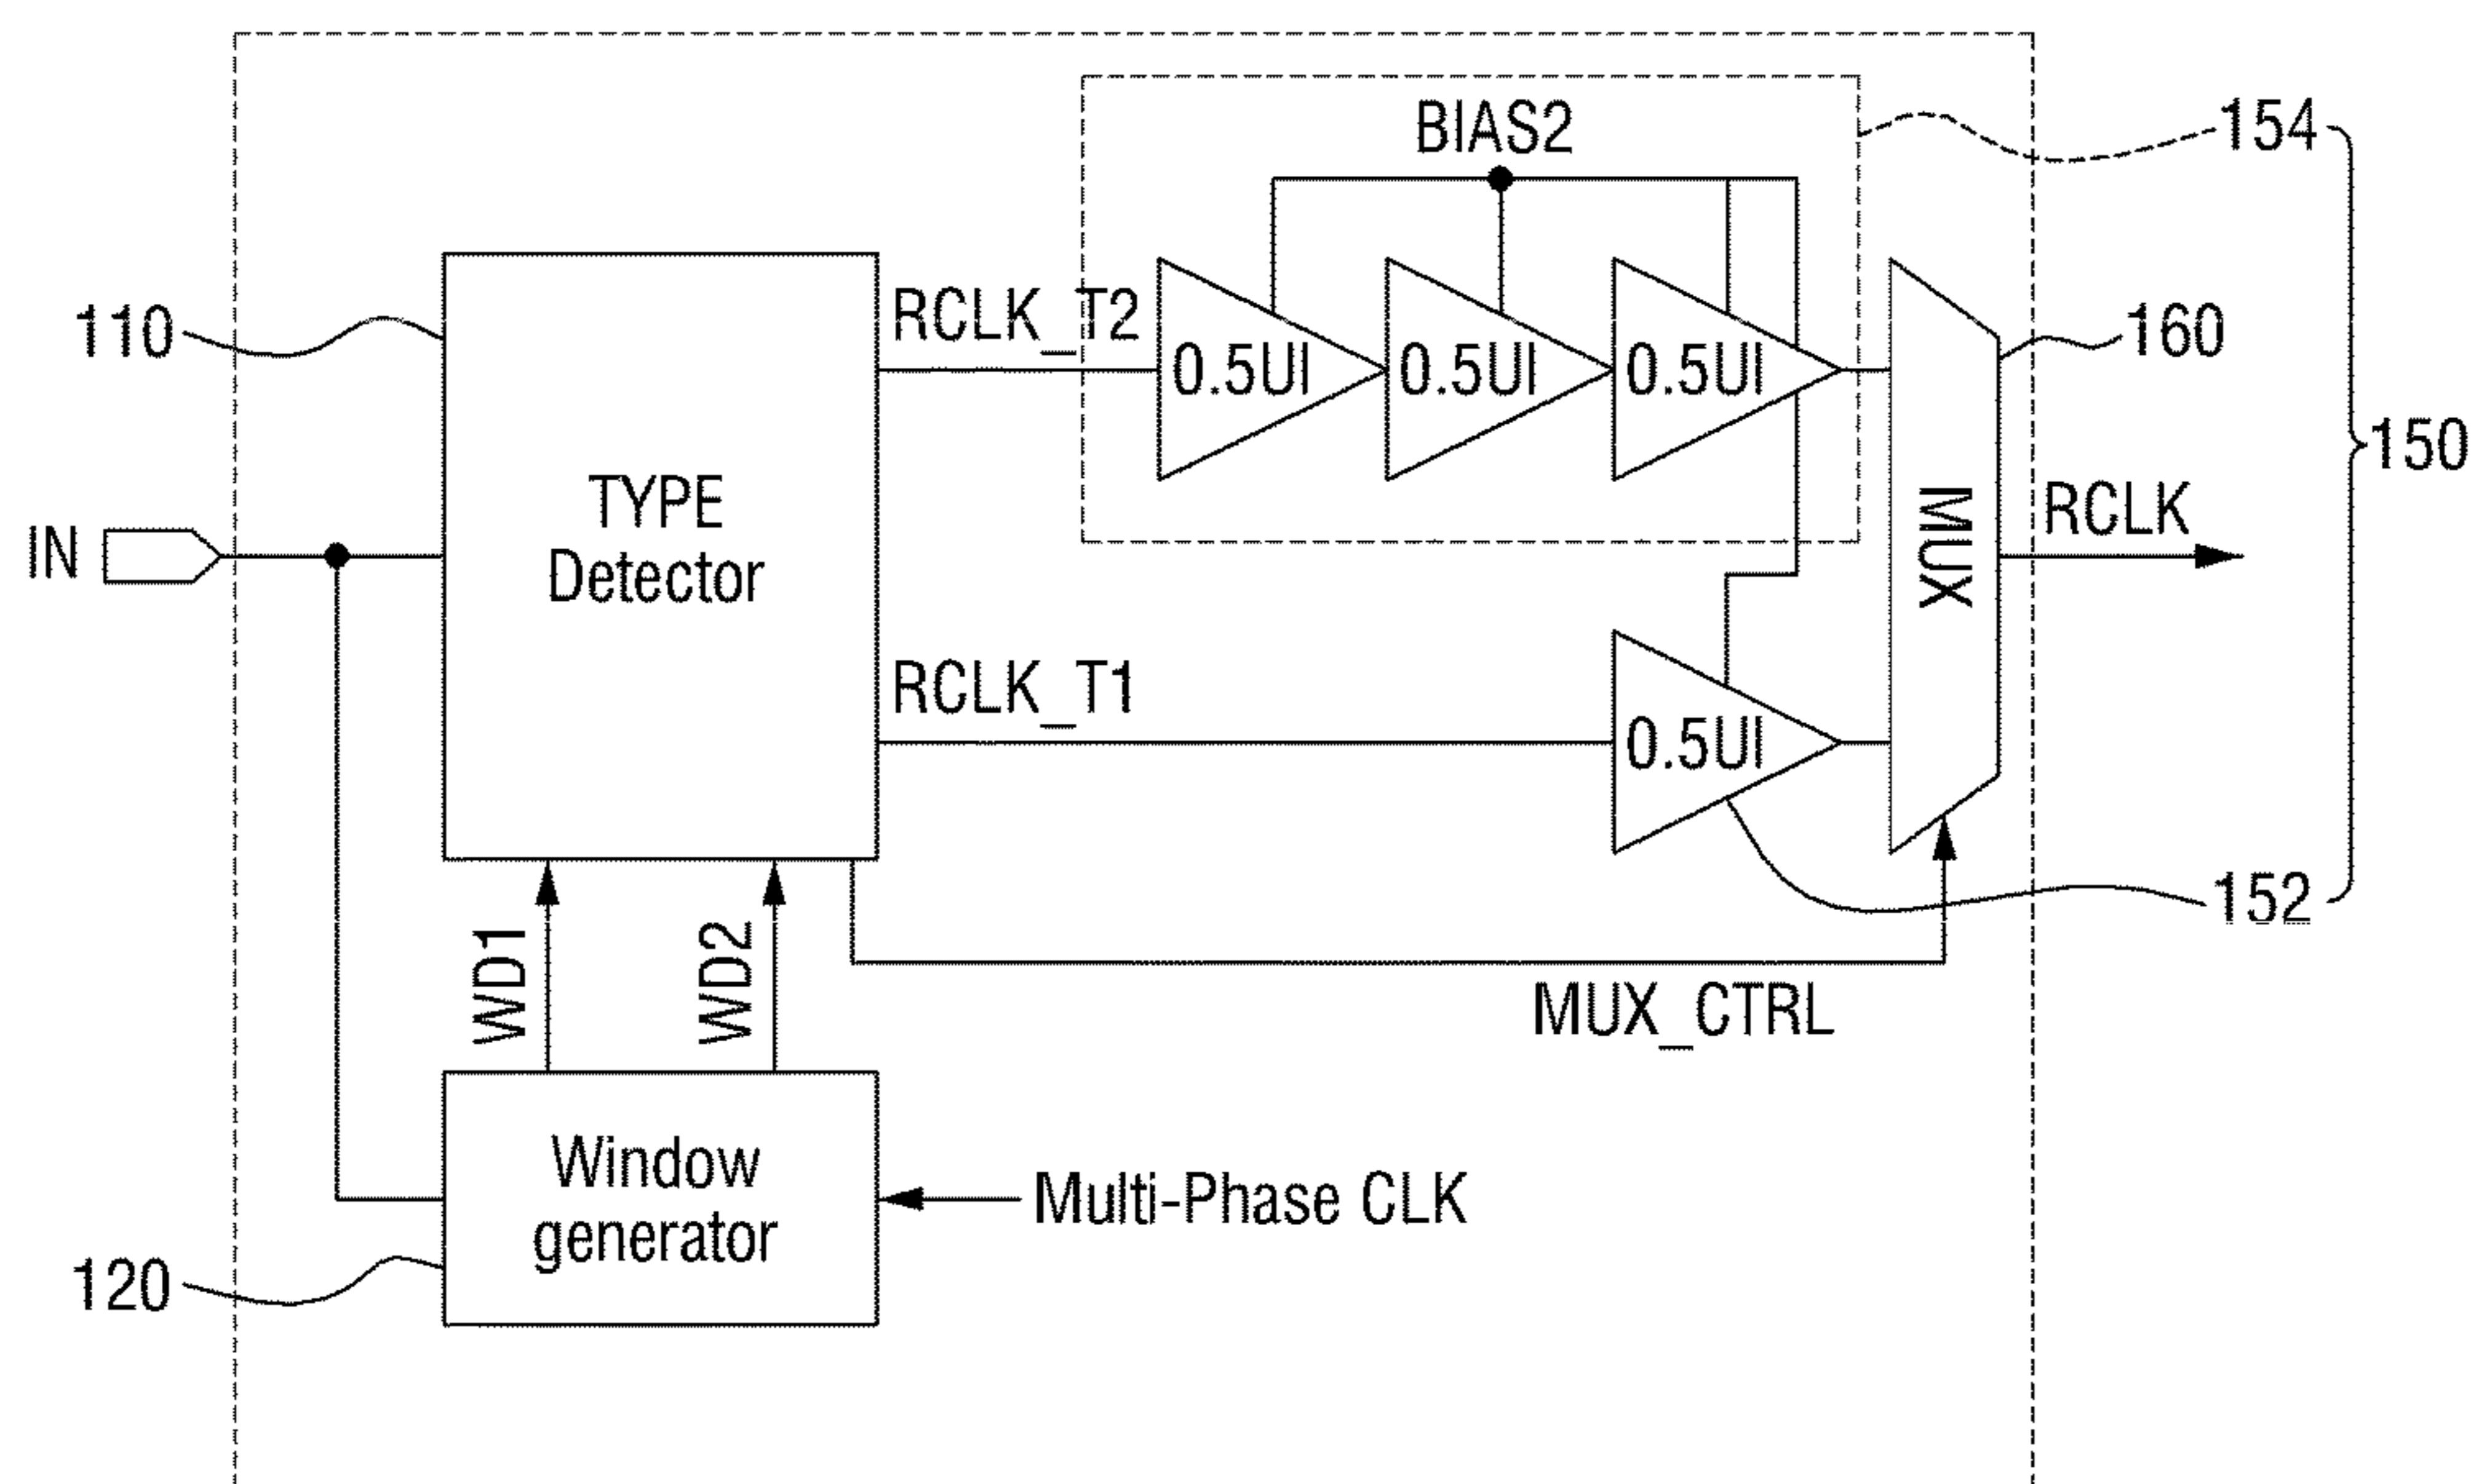 BIAS2
154
110
RCLK_T2
0.5UI
0.5UI
0.5UI
160
150
TYPE
Detector
IN
MUX
RCLK
RCLK_T1
0.5UI
152
WD1
WD2
MUX_CTRL
Window
generator
Multi-Phase CLK
120